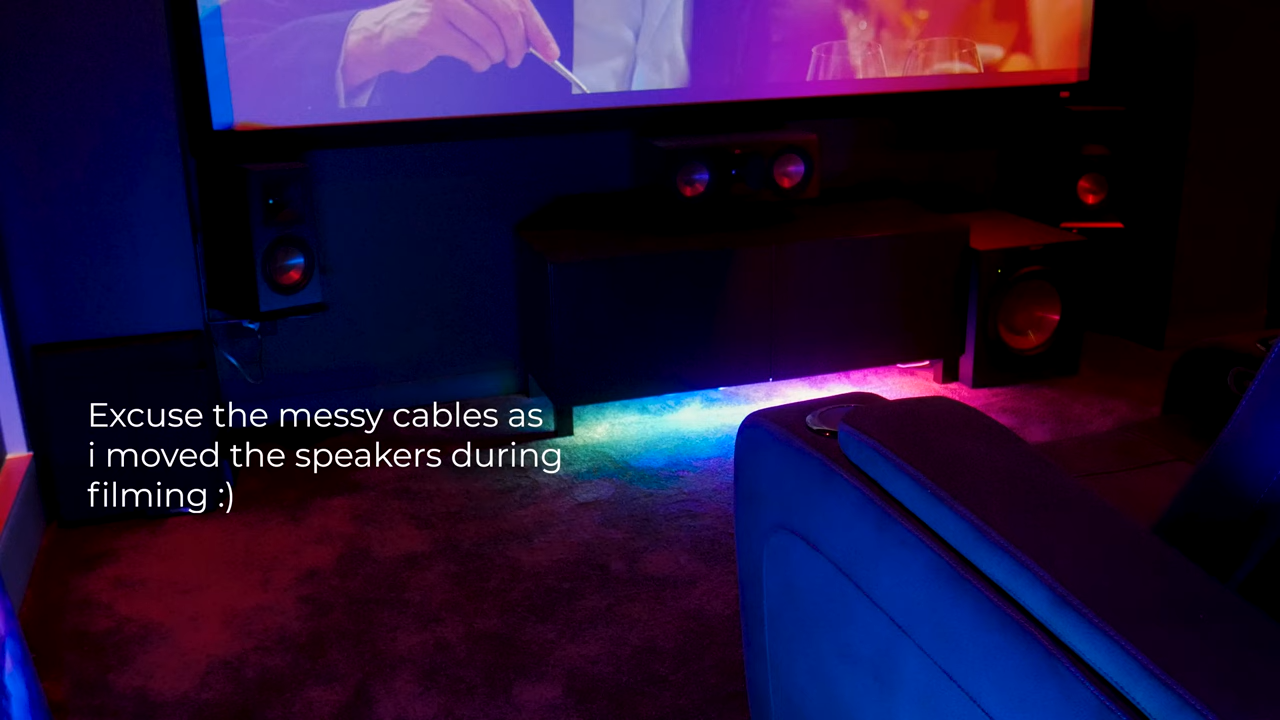 Excuse the messy cables as
i moved the speakers during
filming :)